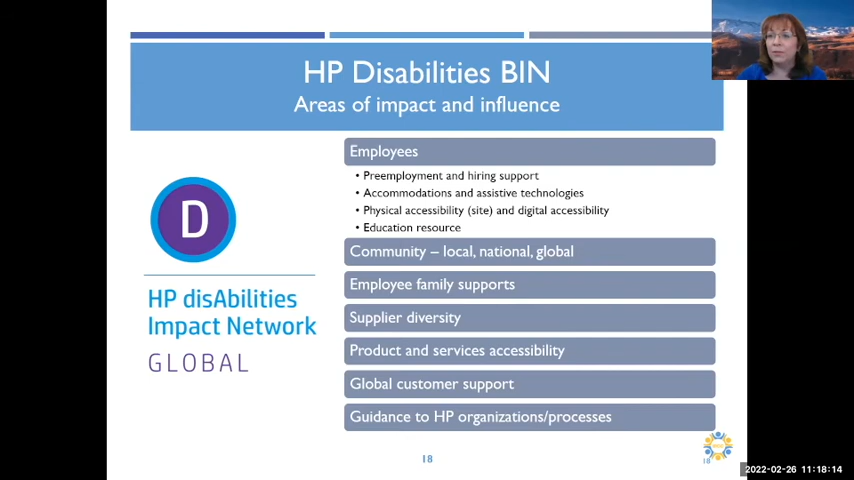 HP Disabilities BIN
Areas of impact and influence
D
HP disAbilities
Impact Network
GLOBAL
Employees
• Preemployment and hiring support
• Accommodations and assistive technologies
• Physical accessibility (site) and digital accessibility
• Education resource
Community – local, national, global
Employee family supports
Supplier diversity
Product and services accessibility
Global customer support
Guidance to HP organizations/processes
18
18
2022-02-26 11:18:14